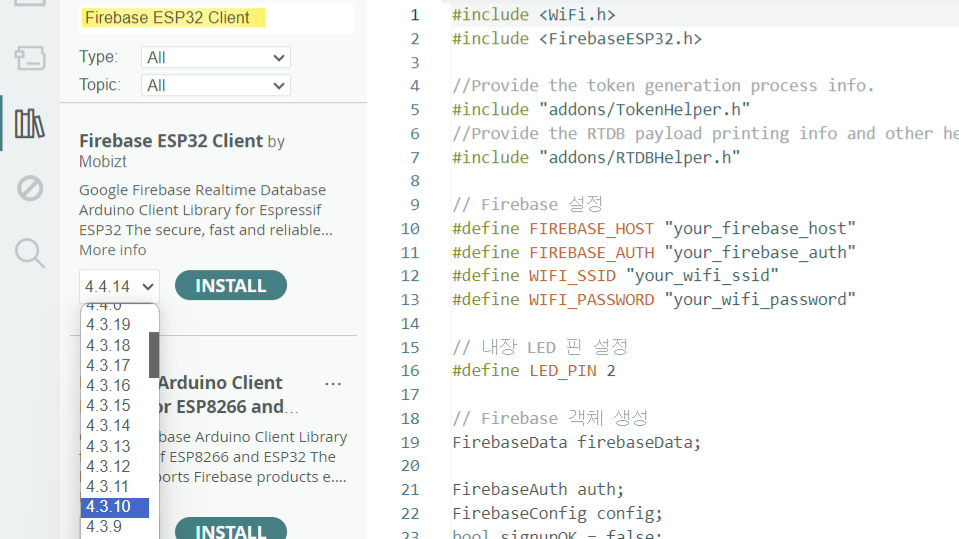 Firebase ESP32 Client
Type: All
Topic: All
Firebase ESP32 Client by
Mobizt
Google Firebase Realtime Database
Arduino Client Library for Espressif
ESP32 The secure, fast and reliable...
More info
4.4.14 INSTALL
4.3.19
4.3.18
4.3.17
4.3.16
4.3.15
4.3.14
4.3.13
4.3.12
4.3.11
4.3.10
4.3.9
Arduino Client ...
for ESP8266 and...
base Arduino Client Library
f ESP8266 and ESP32 The
ports Firebase products e....
INSTALL
1 #include <WiFi.h>
2 #include <FirebaseESP32.h>
3
4 //Provide the token generation process info.
5 #include "addons/TokenHelper.h"
6 //Provide the RTDB payload printing info and other he
7 #include "addons/RTDBHelper.h"
8
9 // Firebase 설정
10 #define FIREBASE_HOST "your_firebase_host"
11 #define FIREBASE_AUTH "your_firebase_auth"
12 #define WIFI_SSID "your_wifi_ssid"
13 #define WIFI_PASSWORD "your_wifi_password"
14
15 // 내장 LED 핀 설정
16 #define LED_PIN 2
17
18 // Firebase 객체 생성
19 FirebaseData firebaseData;
20
21 FirebaseAuth auth;
22 FirebaseConfig config;
23 bool signupOK = false;